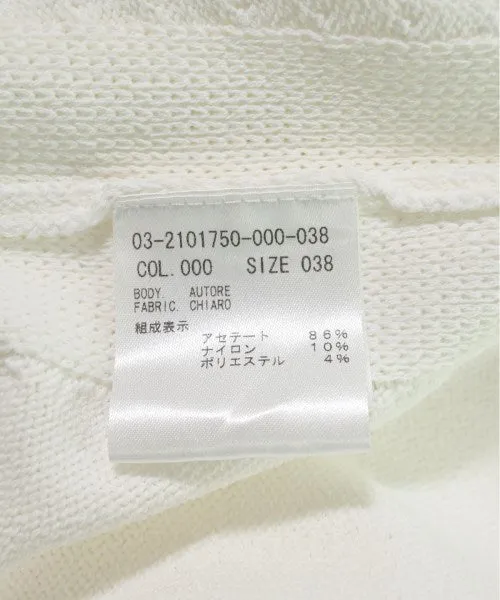 03-2101750-000-038
COL.000 SIZE 038
BODY. AUTORE
FABRIC. CHIARO
組成表示
アセテート 86%
ナイロン 10%
ポリエステル 4%